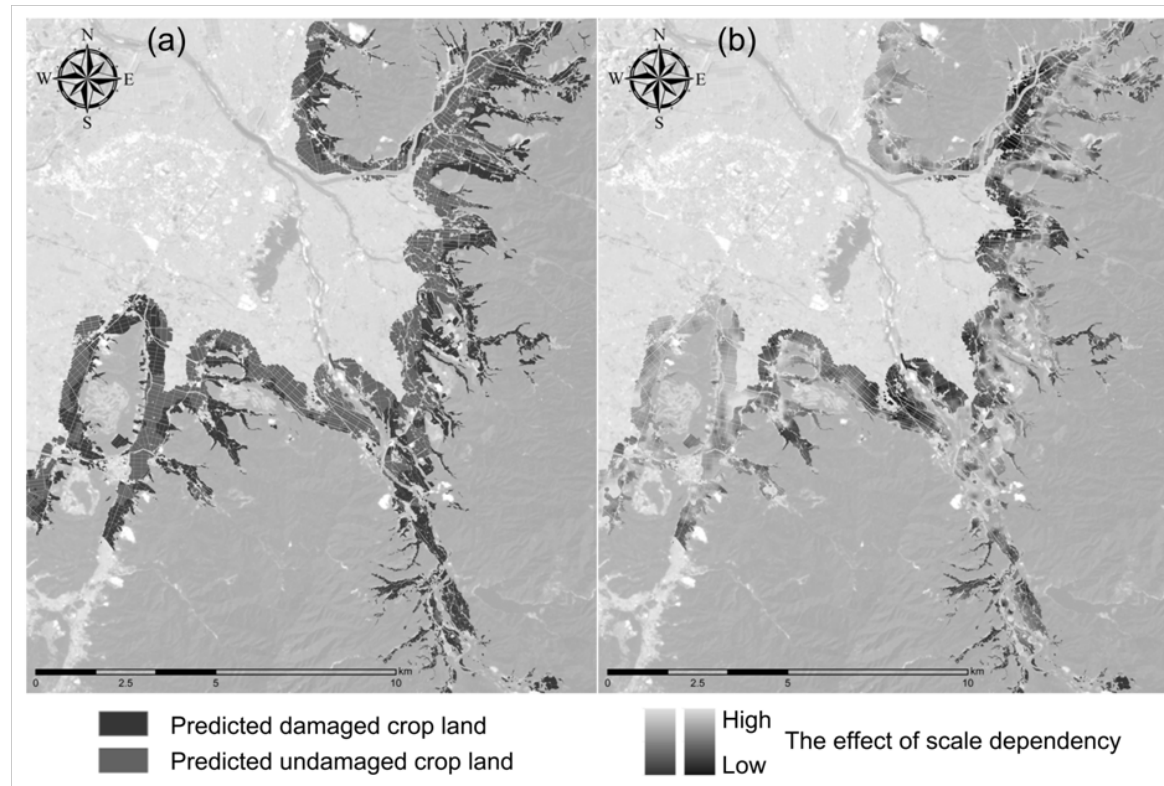 (a)
N
W E
S
0 2.5 5 10 km
(b)
N
W E
S
0 2.5 5 10 km
Predicted damaged crop land
Predicted undamaged crop land
High
Low
The effect of scale dependency